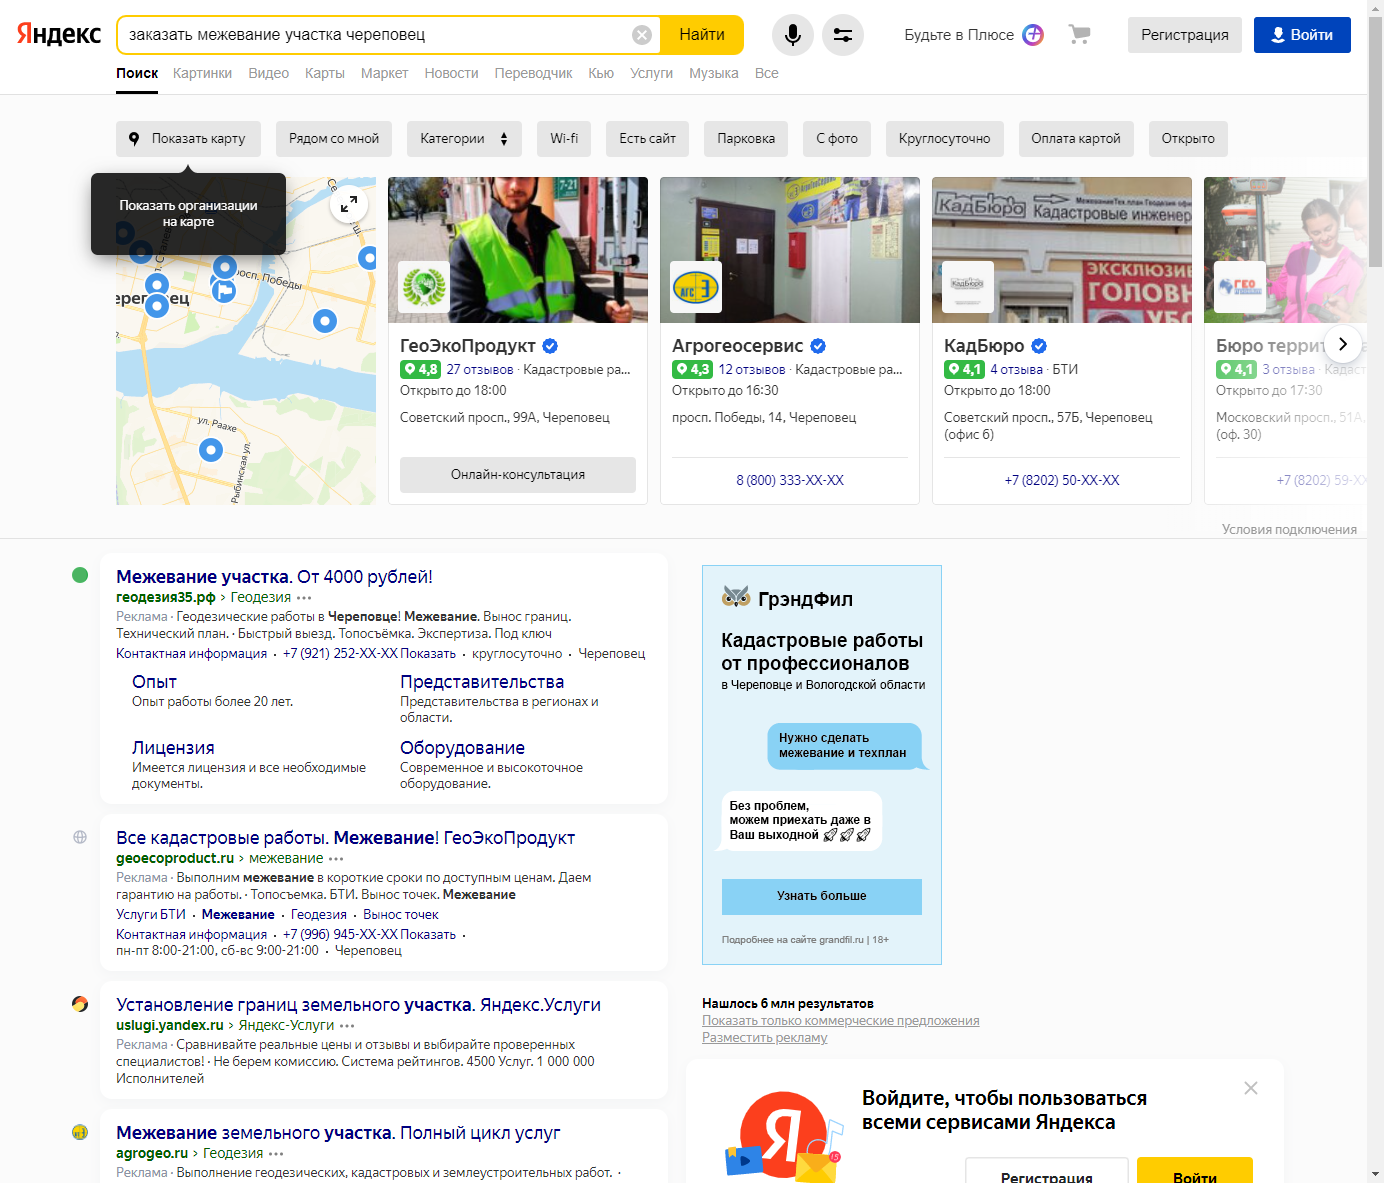 Яндекс
заказать межевание участка череповец
Найти
Будьте в Плюсе
Регистрация
Войти
Поиск Картинки Видео Карты Маркет Новости Переводчик Кью Услуги Музыка Все
Показать карту
Рядом со мной
Категории
Wi-fi
Есть сайт
Парковка
С фото
Круглосуточно
Оплата картой
Открыто
Показать организации
на карте
просп. Победы
ул. Раахе
Рыбинская ул.
7-21
ГеоЭкоПродукт
4,8 27 отзывов · Кадастровые ра...
Открыто до 18:00
Советский просп., 99А, Череповец
Онлайн-консультация
АГС
Агрогеосервис
4,3 12 отзывов · Кадастровые ра...
Открыто до 16:30
просп. Победы, 14, Череповец
8 (800) 333-XX-XX
КадБюро
Кадастровые инженер
ЭКСКЛЮЗИВ
ГОЛОВН
КадБюро
КадБюро
4,1 4 отзыва · БТИ
Открыто до 18:00
Советский просп., 57Б, Череповец
(офис 6)
+7 (8202) 50-XX-XX
ГЕО
Бюро террит
4,1 3 отзыва · Кадаст
Открыто до 17:30
Московский просп., 51А,
(оф. 30)
+7 (8202) 59-XX
Условия подключения
Межевание участка. От 4000 рублей!
геодезия35.рф › Геодезия
Реклама · Геодезические работы в Череповце! Межевание. Вынос границ.
Технический план. · Быстрый выезд. Топосъёмка. Экспертиза. Под ключ
Контактная информация · +7 (921) 252-XX-XX Показать · круглосуточно · Череповец
Опыт
Опыт работы более 20 лет.
Представительства
Представительства в регионах и
области.
Лицензия
Имеется лицензия и все необходимые
документы.
Оборудование
Современное и высокоточное
оборудование.
Все кадастровые работы. Межевание! ГеоЭкоПродукт
geoecoproduct.ru › межевание
Реклама · Выполним межевание в короткие сроки по доступным ценам. Даем
гарантию на работы. · Топосъемка. БТИ. Вынос точек. Межевание
Услуги БТИ · Межевание · Геодезия · Вынос точек
Контактная информация · +7 (996) 945-XX-XX Показать ·
пн-пт 8:00-21:00, сб-вс 9:00-21:00 · Череповец
Установление границ земельного участка. Яндекс.Услуги
uslugi.yandex.ru › Яндекс-Услуги
Реклама · Сравнивайте реальные цены и отзывы и выбирайте проверенных
специалистов! · Не берем комиссию. Система рейтингов. 4500 Услуг. 1 000 000
Исполнителей
Межевание земельного участка. Полный цикл услуг
agrogeo.ru › Геодезия
Реклама · Выполнение геодезических, кадастровых и землеустроительных работ. ·
ГрэндФил
Кадастровые работы
от профессионалов
в Череповце и Вологодской области
Нужно сделать
межевание и техплан
Без проблем,
можем приехать даже в
Ваш выходной
Узнать больше
Подробнее на сайте grandfil.ru | 18+
Нашлось 6 млн результатов
Показать только коммерческие предложения
Разместить рекламу
Я
Войдите, чтобы пользоваться
всеми сервисами Яндекса
Регистрация
Войти